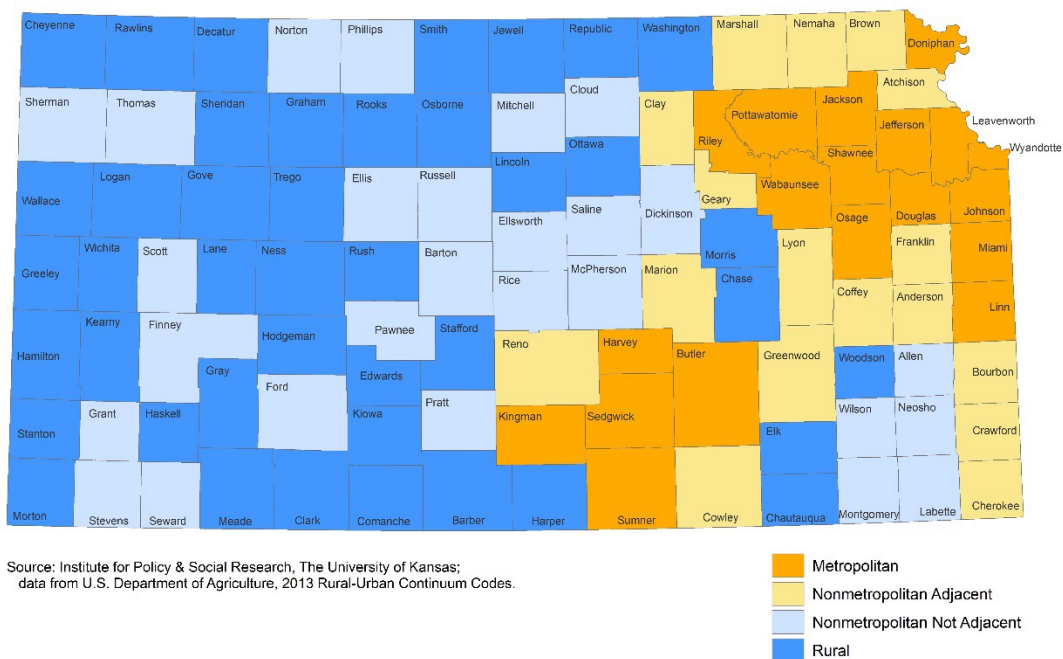 Cheyenne
Rawlins
Decatur
Norton
Phillips
Smith
Jewell
Republic
Washington
Marshall
Nemaha
Brown
Doniphan
Atchison
Sherman
Thomas
Sheridan
Graham
Rooks
Osborne
Mitchell
Cloud
Clay
Riley
Pottawatomie
Jackson
Jefferson
Leavenworth
Wyandotte
Shawnee
Wallace
Logan
Gove
Trego
Ellis
Russell
Lincoln
Ottawa
Ellsworth
Saline
Dickinson
Geary
Wabaunsee
Osage
Douglas
Johnson
Greeley
Wichita
Scott
Lane
Ness
Rush
Barton
Rice
McPherson
Marion
Morris
Chase
Lyon
Franklin
Miami
Coffey
Anderson
Linn
Hamilton
Kearny
Finney
Hodgeman
Pawnee
Stafford
Reno
Harvey
Butler
Greenwood
Woodson
Allen
Bourbon
Gray
Ford
Edwards
Stanton
Grant
Haskell
Kiowa
Pratt
Kingman
Sedgwick
Elk
Wilson
Neosho
Crawford
Morton
Stevens
Seward
Meade
Clark
Comanche
Barber
Harper
Sumner
Cowley
Chautauqua
Montgomery
Labette
Cherokee
Source: Institute for Policy & Social Research, The University of Kansas;
data from U.S. Department of Agriculture, 2013 Rural-Urban Continuum Codes.
Metropolitan
Nonmetropolitan Adjacent
Nonmetropolitan Not Adjacent
Rural